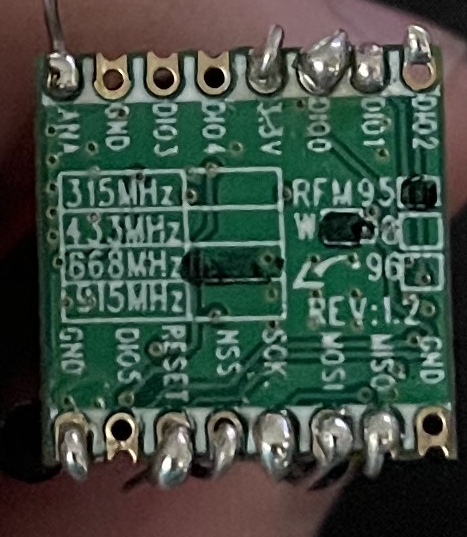 ANA GND DIO3 DIO4 3.3V DIO0 DIO1 DIO2
315MHz
433MHz
868MHz
915MHz
RFM95
W 98
96
REV:1.2
GND DIO5 RESET NSS SCK. MOSI MISO GND